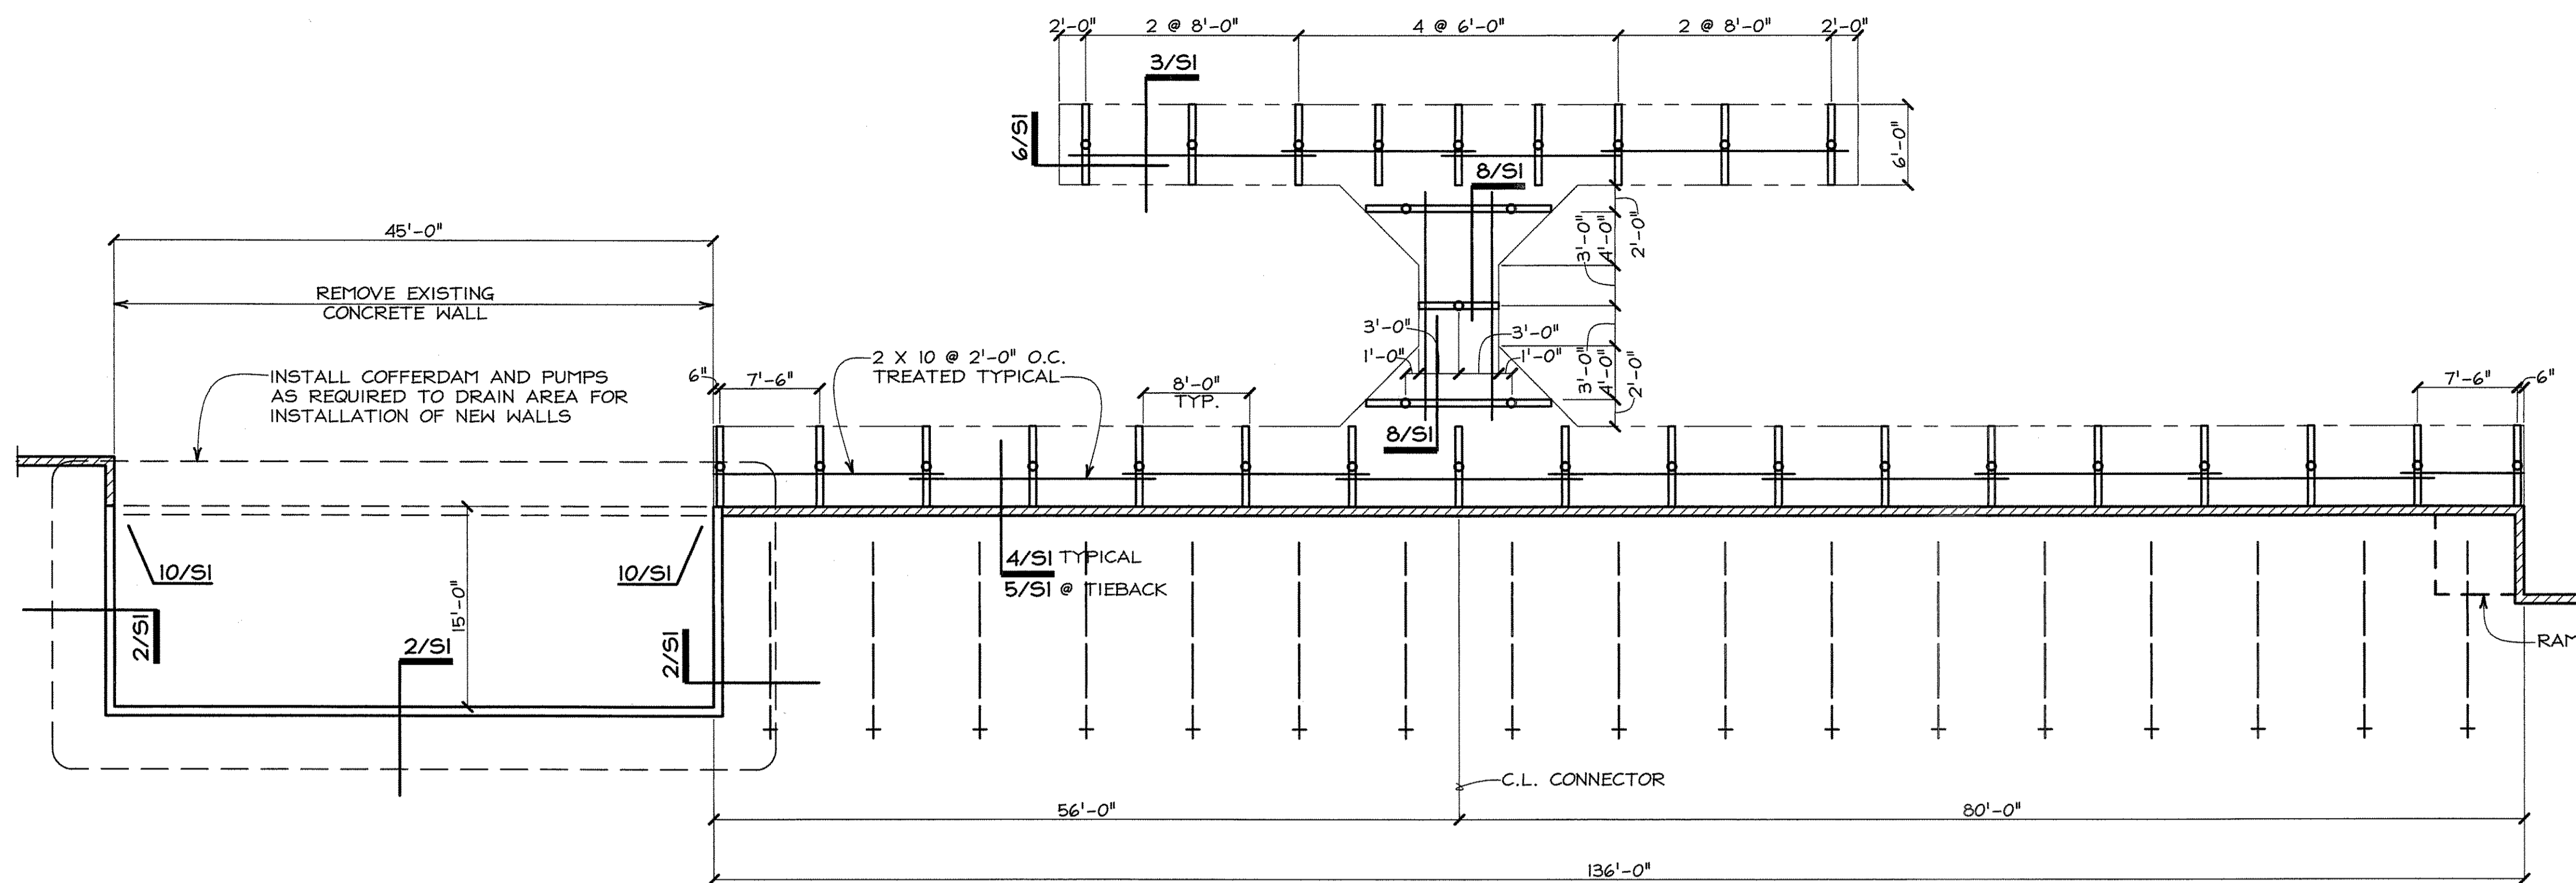 2'-0"
2 @ 8'-0"
4 @ 6'-0"
2 @ 8'-0"
2'-0"
3/S1
6/S1
6'-0"
8/S1
45'-0"
3'-0"
4'-0"
2'-0"
REMOVE EXISTING
CONCRETE WALL
3'-0"
3'-0"
1'-0"
1'-0"
3'-0"
4'-0"
2'-0"
2 X 10 @ 2'-0" O.C.
TREATED TYPICAL
INSTALL COFFERDAM AND PUMPS
AS REQUIRED TO DRAIN AREA FOR
INSTALLATION OF NEW WALLS
6"
7'-6"
8'-0"
TYP.
7'-6"
6"
8/S1
10/S1
10/S1
4/S1 TYPICAL
5/S1 @ TIEBACK
15'-0"
2/S1
2/S1
2/S1
RAM
C.L. CONNECTOR
56'-0"
80'-0"
136'-0"